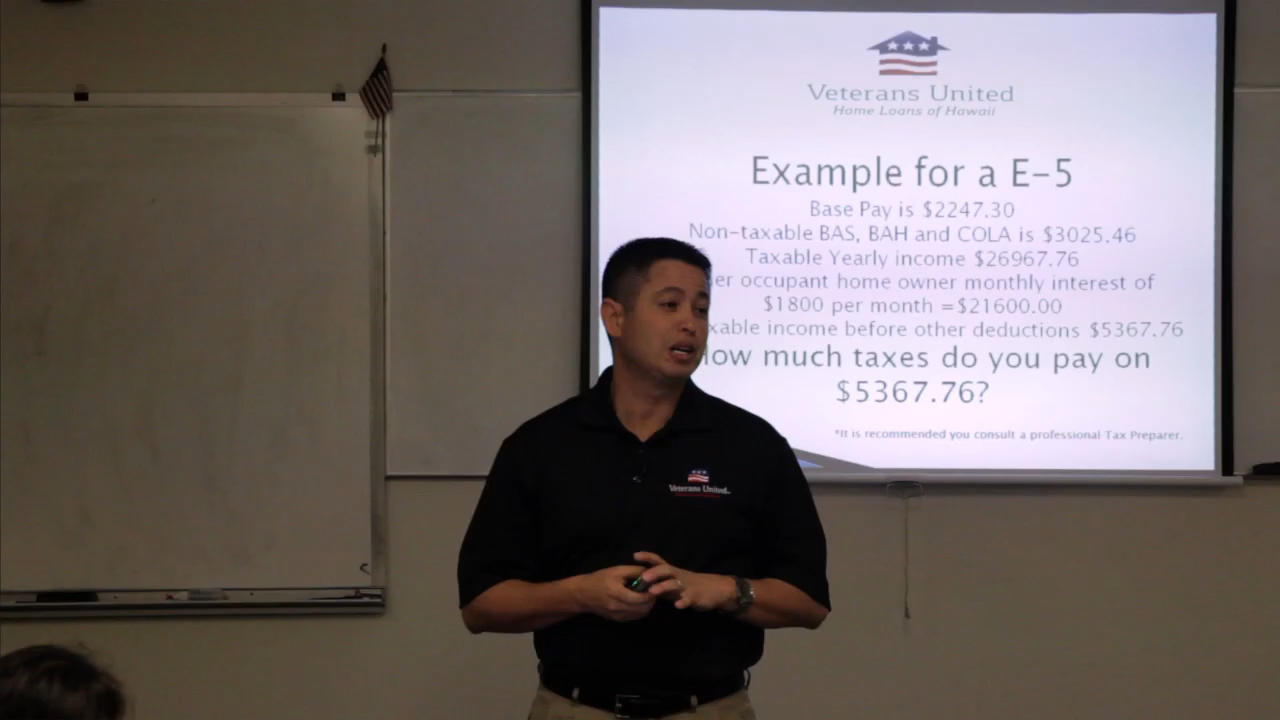 Veterans United
Home Loans of Hawaii
Example for a E-5
Base Pay is $2247.30
Non-taxable BAS, BAH and COLA is $3025.46
Taxable Yearly income $26967.76
occupant home owner monthly interest of
$1800 per month =$21600.00
income before other deductions $5367.76
much taxes do you pay on
$5367.76?
*It is recommended you consult a professional Tax Preparer.
Veterans United